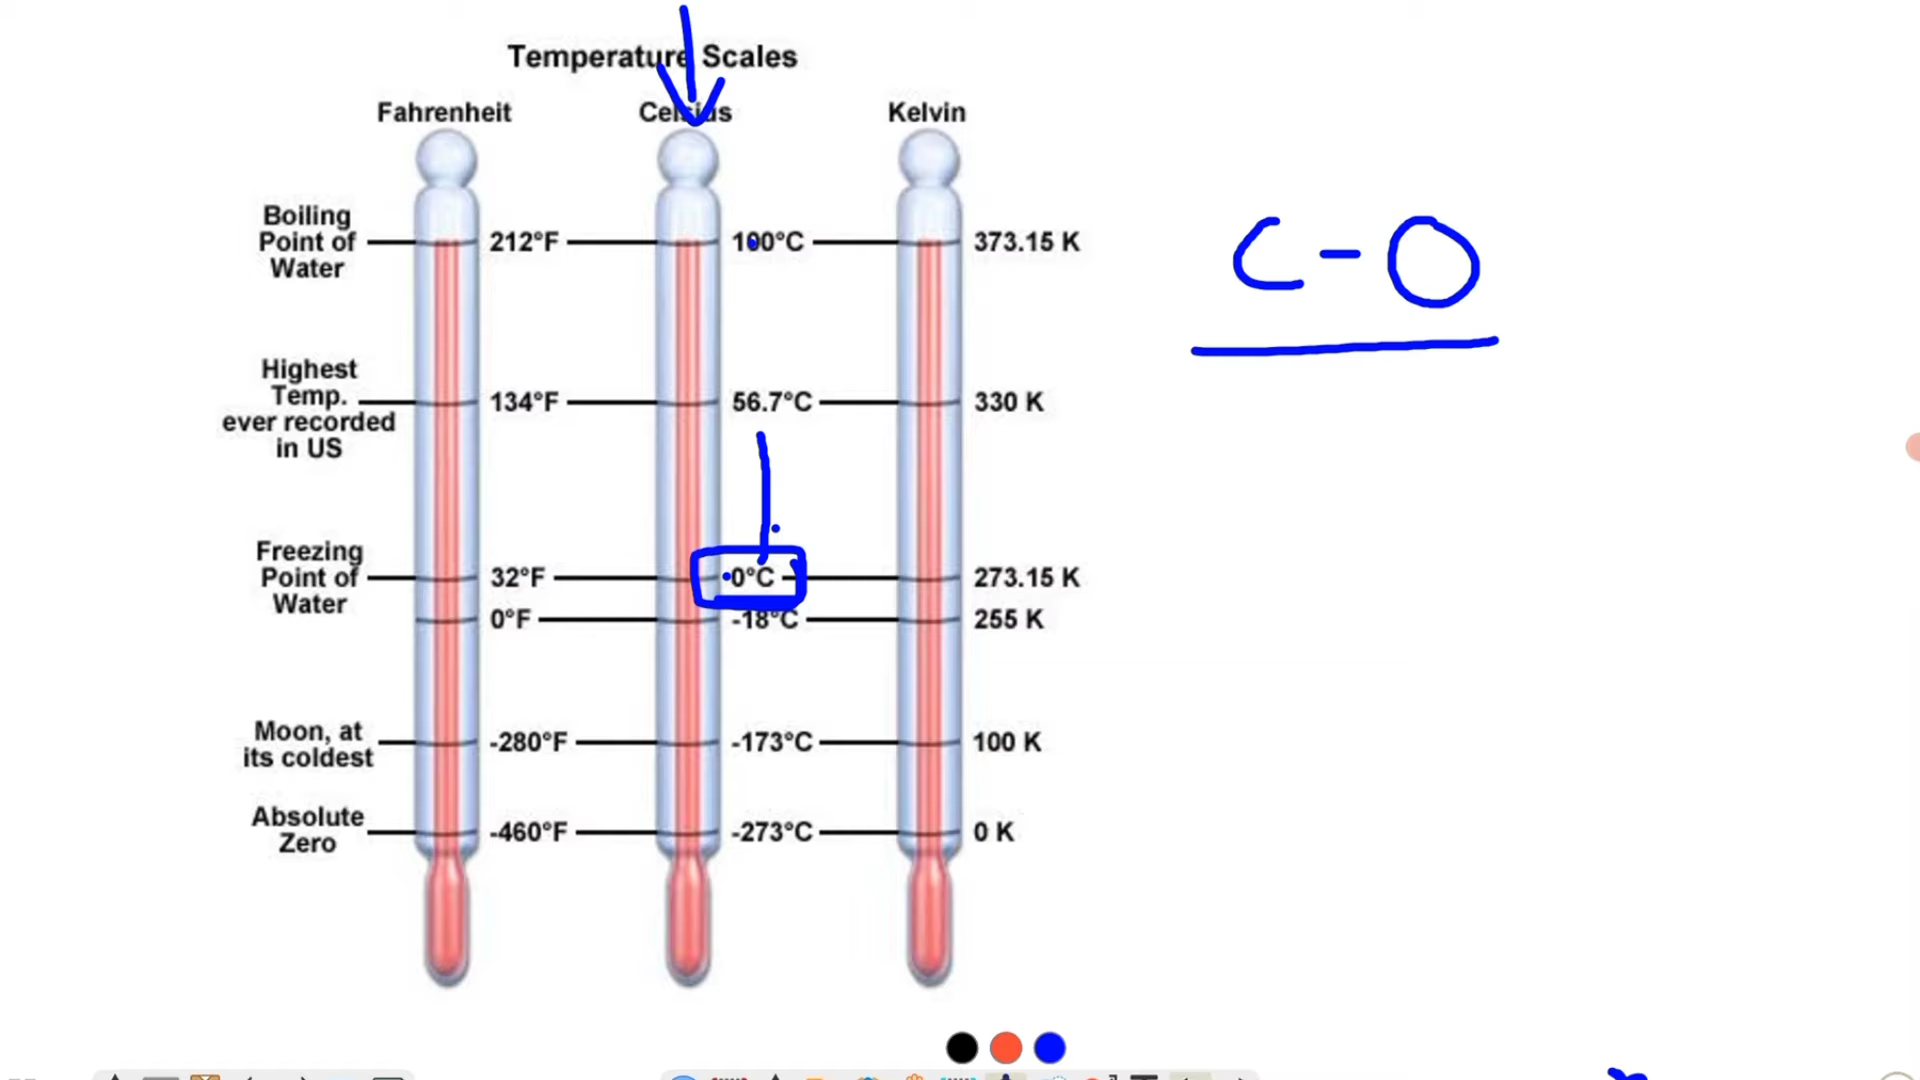 Temperature Scales
Fahrenheit Celsius Kelvin
Boiling
Point of
Water
212°F 100°C 373.15 K
Highest
Temp.
ever recorded
in US
134°F 56.7°C 330 K
Freezing
Point of
Water
32°F 0°C 273.15 K
0°F -18°C 255 K
Moon, at
its coldest
-280°F -173°C 100 K
Absolute
Zero
-460°F -273°C 0 K
C - 0